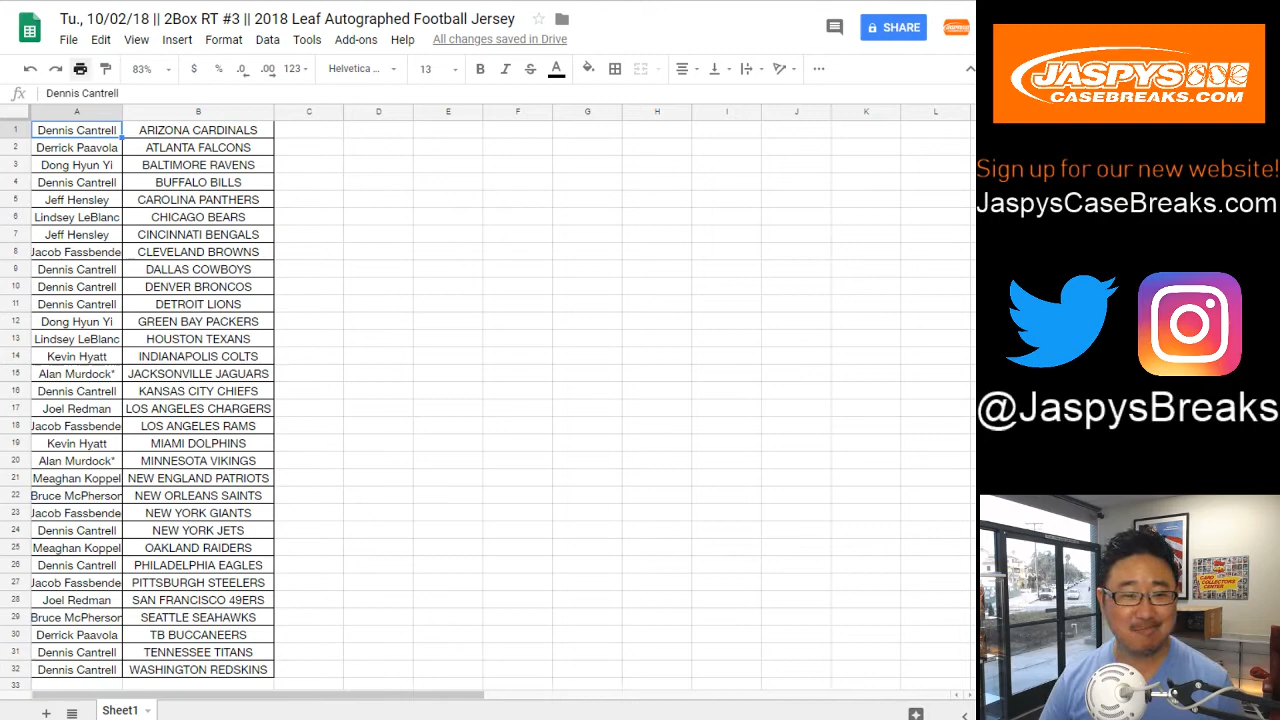 Tu., 10/02/18 || 2Box RT #3 || 2018 Leaf Autographed Football Jersey
File Edit View Insert Format Data Tools Add-ons Help All changes saved in Drive
SHARE
83% $ % .0 .00 123 Helvetica... 13 B I S A
fx Dennis Cantrell
A B C D E F G H I J K L
1 Dennis Cantrell ARIZONA CARDINALS
2 Derrick Paavola ATLANTA FALCONS
3 Dong Hyun Yi BALTIMORE RAVENS
4 Dennis Cantrell BUFFALO BILLS
5 Jeff Hensley CAROLINA PANTHERS
6 Lindsey LeBlanc CHICAGO BEARS
7 Jeff Hensley CINCINNATI BENGALS
8 Jacob Fassbende CLEVELAND BROWNS
9 Dennis Cantrell DALLAS COWBOYS
10 Dennis Cantrell DENVER BRONCOS
11 Dennis Cantrell DETROIT LIONS
12 Dong Hyun Yi GREEN BAY PACKERS
13 Lindsey LeBlanc HOUSTON TEXANS
14 Kevin Hyatt INDIANAPOLIS COLTS
15 Alan Murdock* JACKSONVILLE JAGUARS
16 Dennis Cantrell KANSAS CITY CHIEFS
17 Joel Redman LOS ANGELES CHARGERS
18 Jacob Fassbende LOS ANGELES RAMS
19 Kevin Hyatt MIAMI DOLPHINS
20 Alan Murdock* MINNESOTA VIKINGS
21 Meaghan Koppel NEW ENGLAND PATRIOTS
22 Bruce McPherson NEW ORLEANS SAINTS
23 Jacob Fassbende NEW YORK GIANTS
24 Dennis Cantrell NEW YORK JETS
25 Meaghan Koppel OAKLAND RAIDERS
26 Dennis Cantrell PHILADELPHIA EAGLES
27 Jacob Fassbende PITTSBURGH STEELERS
28 Joel Redman SAN FRANCISCO 49ERS
29 Bruce McPherson SEATTLE SEAHAWKS
30 Derrick Paavola TB BUCCANEERS
31 Dennis Cantrell TENNESSEE TITANS
32 Dennis Cantrell WASHINGTON REDSKINS
33
Sheet1
JASPYS
CASEBREAKS.COM
Sign up for our new website!
JaspysCaseBreaks.com
@JaspysBreaks
CARD
COLLECTORS
CENTER